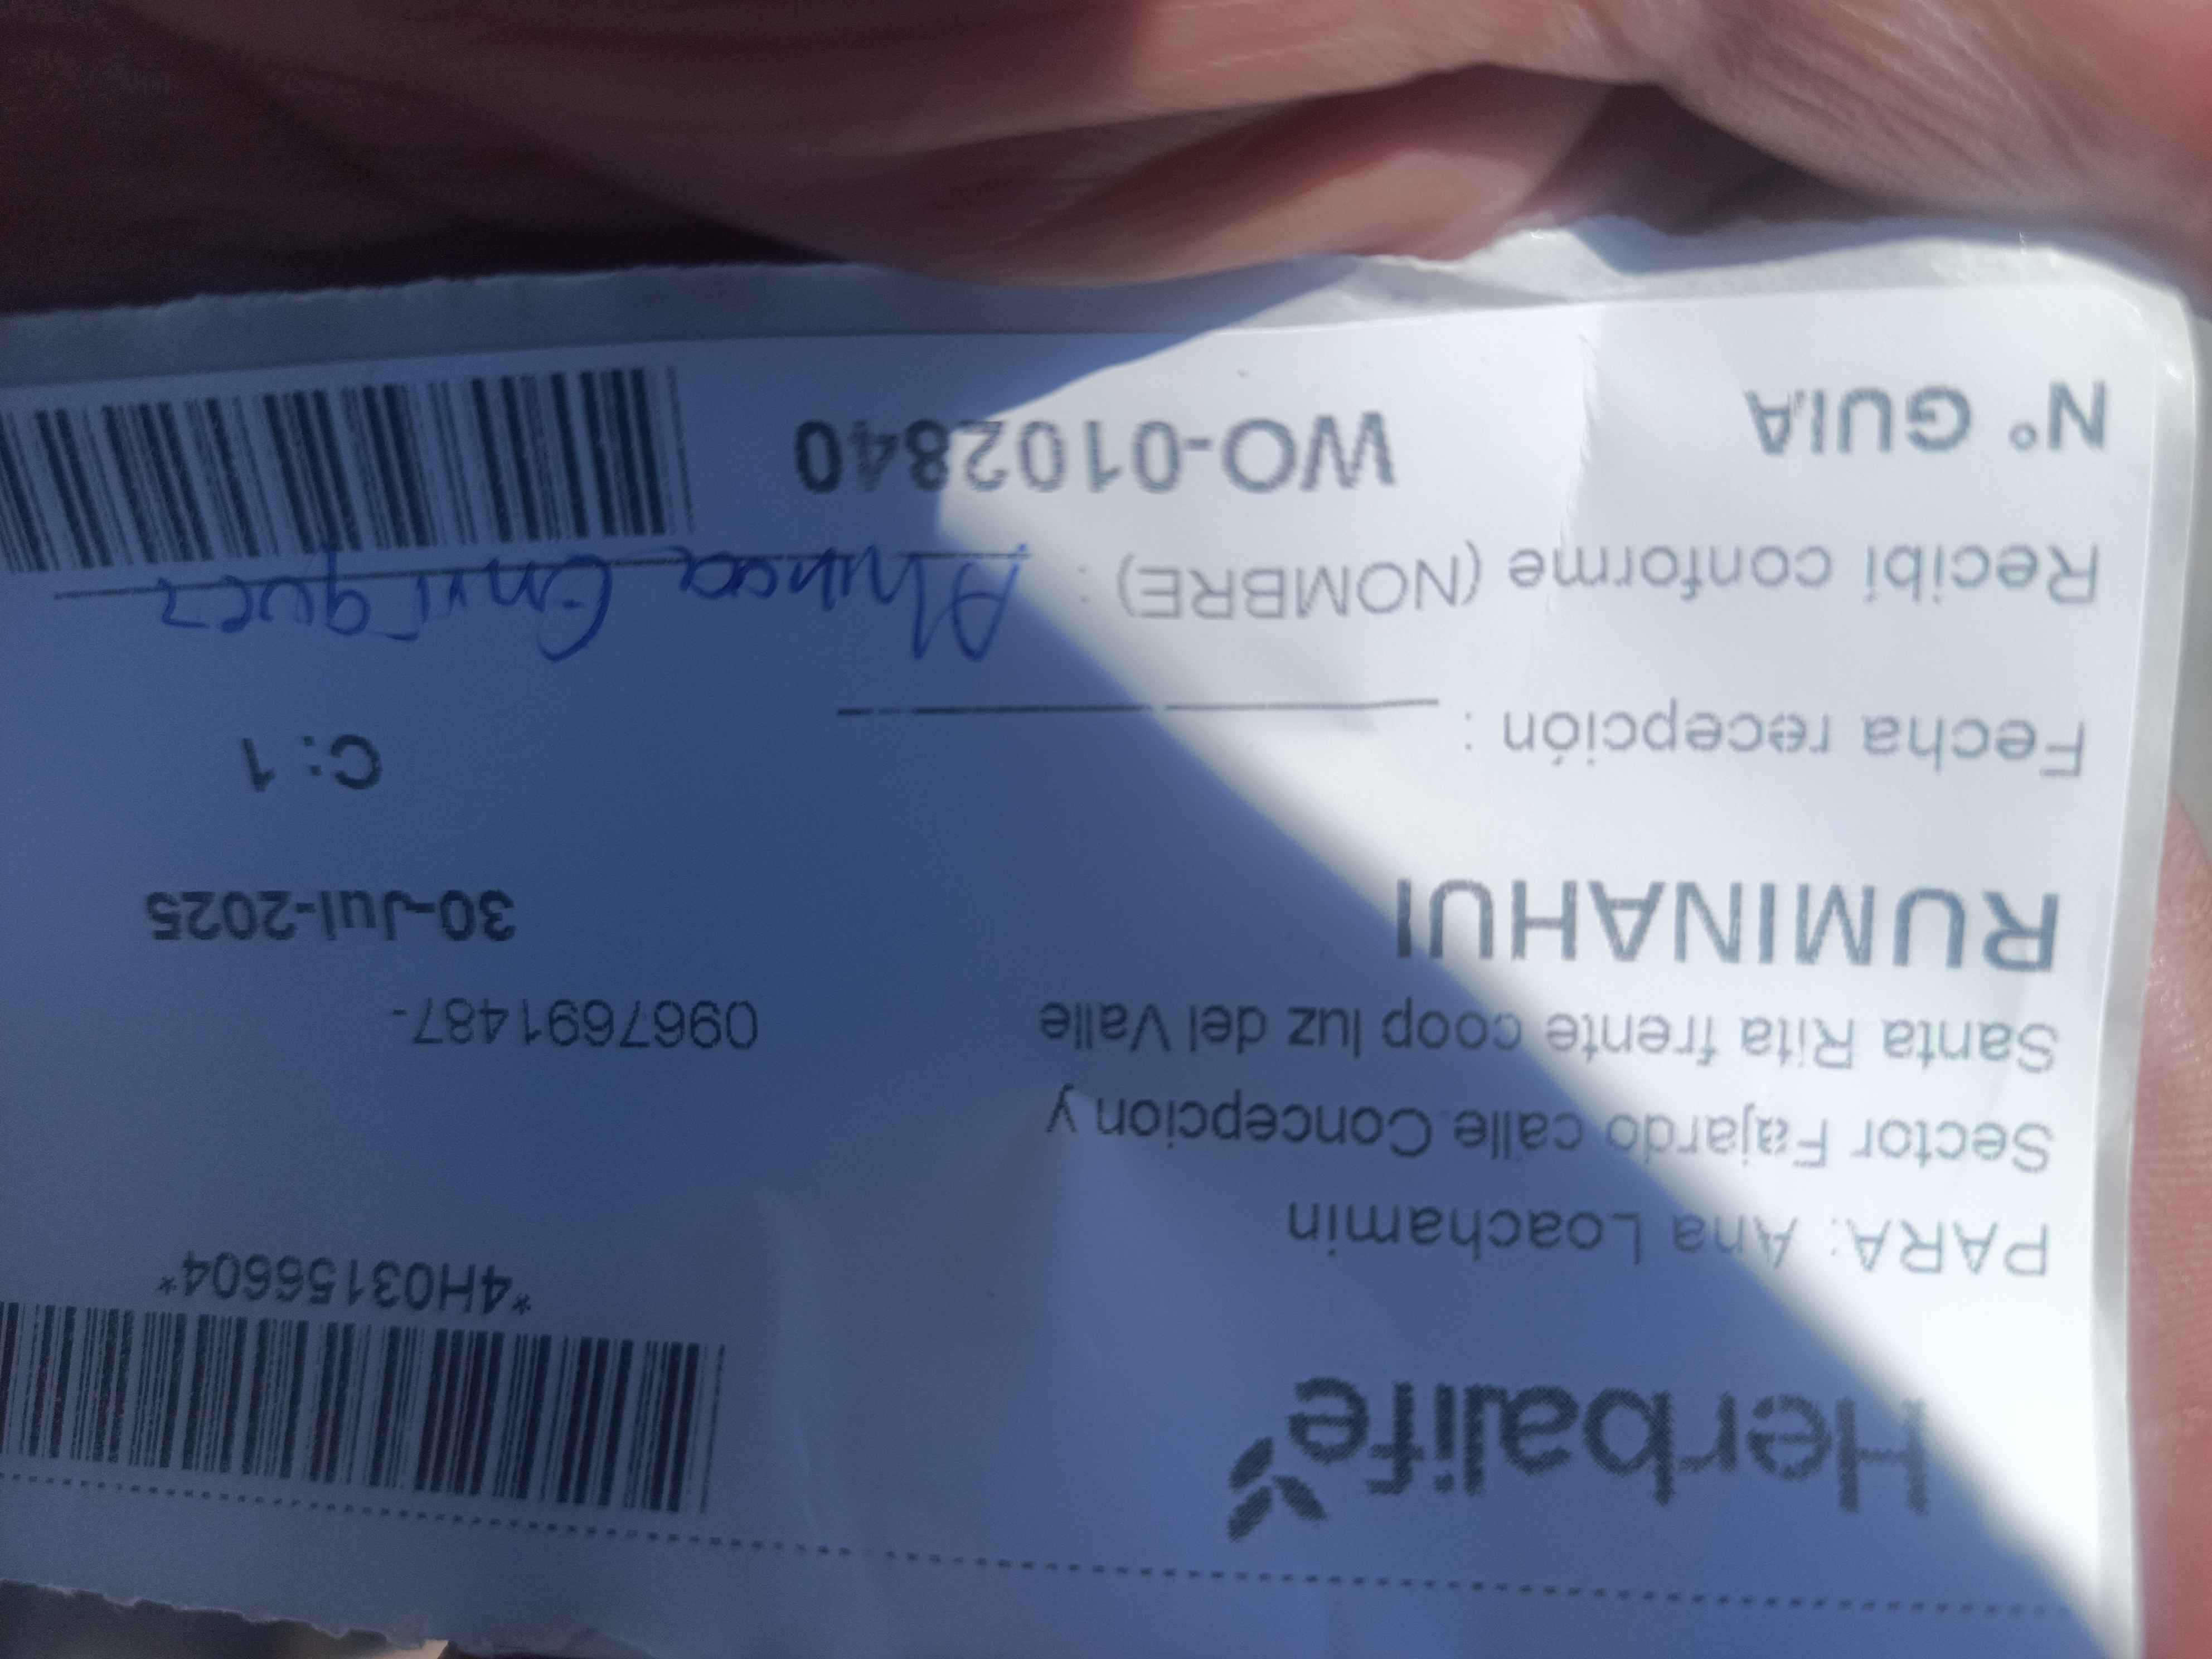 Herbalife
*4H03156604*
PARA: Ana Loachamin
Sector Fajardo calle Concepcion y
Santa Rita frente coop luz del Valle 0967691487-
RUMINAHUI 30-Jul-2025
C: 1
Fecha recepción :
Recibí conforme (NOMBRE) : Enriquez
N° GUIA WO-0102840